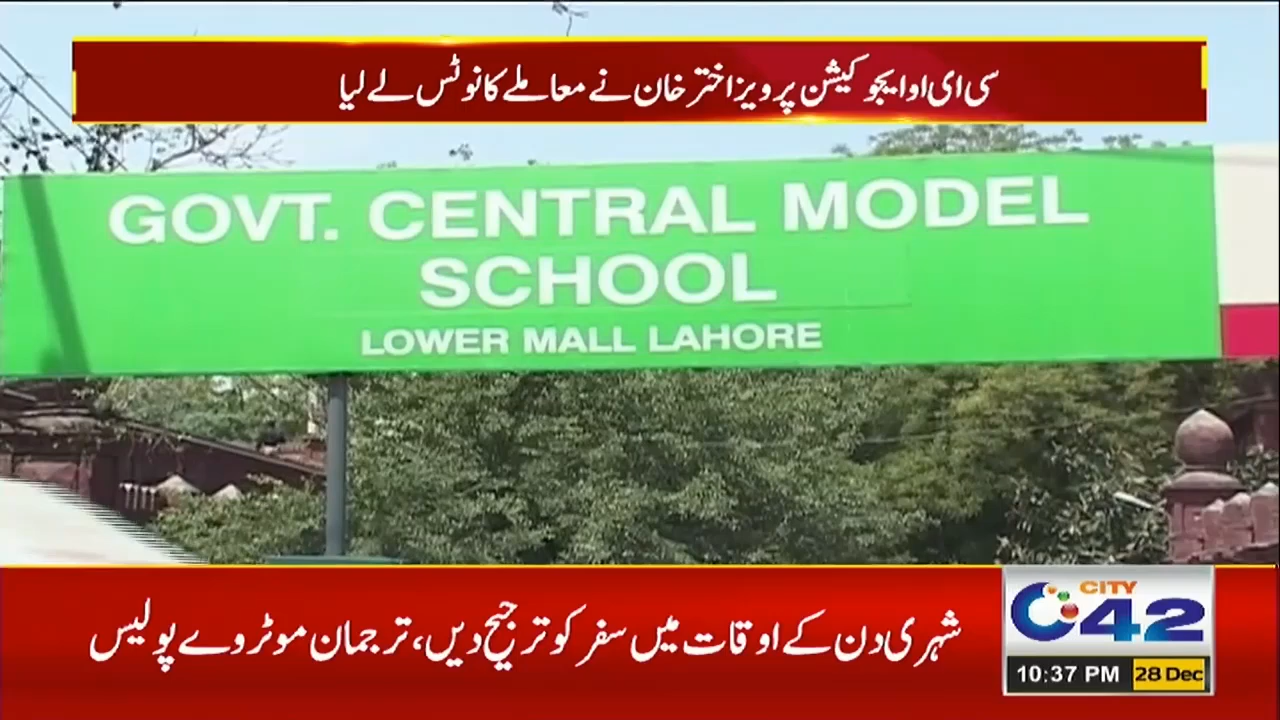 سی ای او ایجوکیشن پرویز اختر خان نے معاملے کا نوٹس لے لیا
GOVT. CENTRAL MODEL
SCHOOL
LOWER MALL LAHORE
شہری دن کے اوقات میں سفر کو ترجیح دیں، ترجمان موٹروے پولیس
CITY
42
10:37 PM 28 Dec